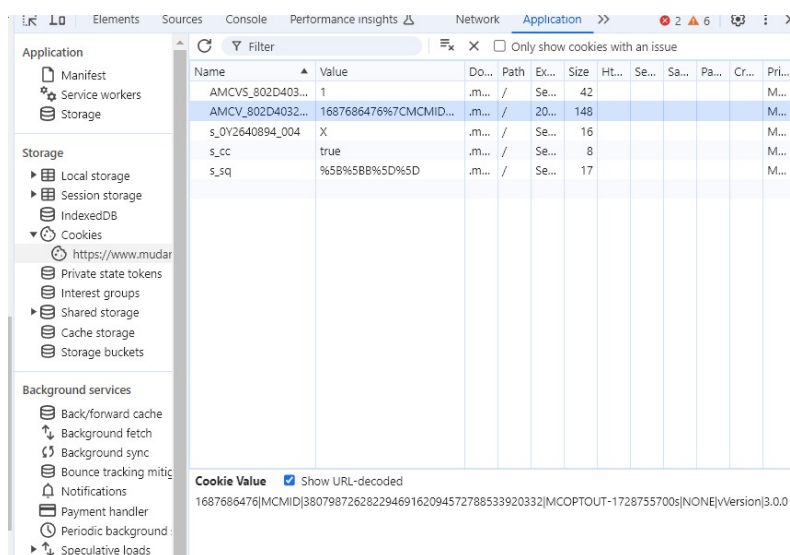 Elements Sources Console Performance insights Network Application 2 6
Application
Manifest
Service workers
Storage
Storage
Local storage
Session storage
IndexedDB
Cookies
https://www.mudar
Private state tokens
Interest groups
Shared storage
Cache storage
Storage buckets
Background services
Back/forward cache
Background fetch
Background sync
Bounce tracking mitig
Notifications
Payment handler
Periodic background
Speculative loads
Filter Only show cookies with an issue
Name Value Do... Path Ex... Size Ht... Se... Sa... Pa... Cr... Pri...
AMCVS_802D403... 1 .m... / Se... 42 M...
AMCV_802D4032... 1687686476%7CMCMID... .m... / 20... 148 M...
s_0Y2640894_004 X .m... / Se... 16 M...
s_cc true .m... / Se... 8 M...
s_sq %5B%5BB%5D%5D .m... / Se... 17 M...
Cookie Value Show URL-decoded
1687686476|MCMID|38079872628229469162094572788533920332|MCOPTOUT-1728755700s|NONE|vVersion|3.0.0